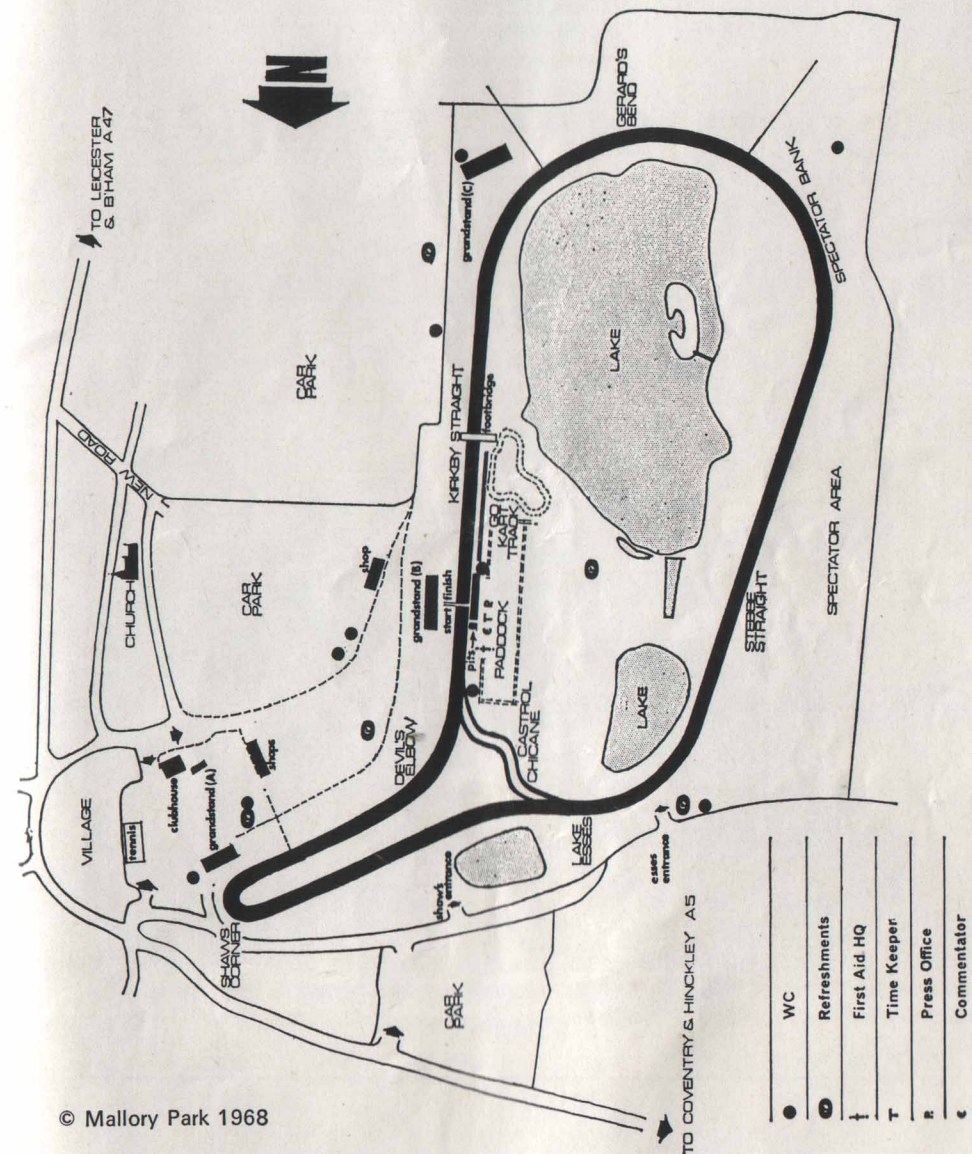 N
TO LEICESTER
& B'HAM A47
NEW ROAD
CHURCH
CAR
PARK
CAR
PARK
VILLAGE
tennis
clubhouse
grandstand (A)
shops
shop
SHAW'S
CORNER
DEVIL'S
ELBOW
grandstand (B)
start finish
pits
PADDOCK
c T P
CASTROL
CHICANE
GO
KART
TRACK
KIRKBY STRAIGHT
footbridge
grandstand (C)
GERARD'S
BEND
SPECTATOR BANK
LAKE
LAKE
STEBBE
STRAIGHT
SPECTATOR AREA
LAKE
ESSES
esses
entrance
shaw's
entrance
CAR
PARK
TO COVENTRY & HINCKLEY A5
WC
Refreshments
First Aid HQ
T Time Keeper
P Press Office
c Commentator
© Mallory Park 1968